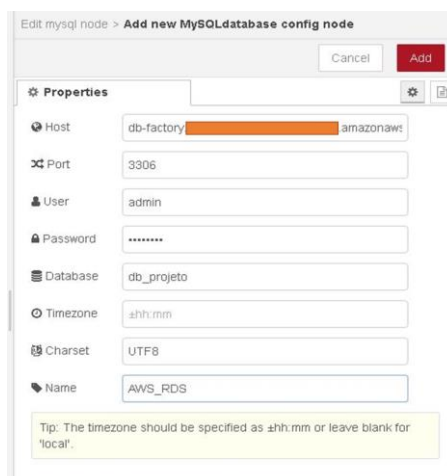 Edit mysql node > Add new MySQLdatabase config node
Cancel Add
Properties
Host db-factory .amazonaws
Port 3306
User admin
Password ••••••••
Database db_projeto
Timezone ±hh:mm
Charset UTF8
Name AWS_RDS
Tip: The timezone should be specified as ±hh:mm or leave blank for
'local'.